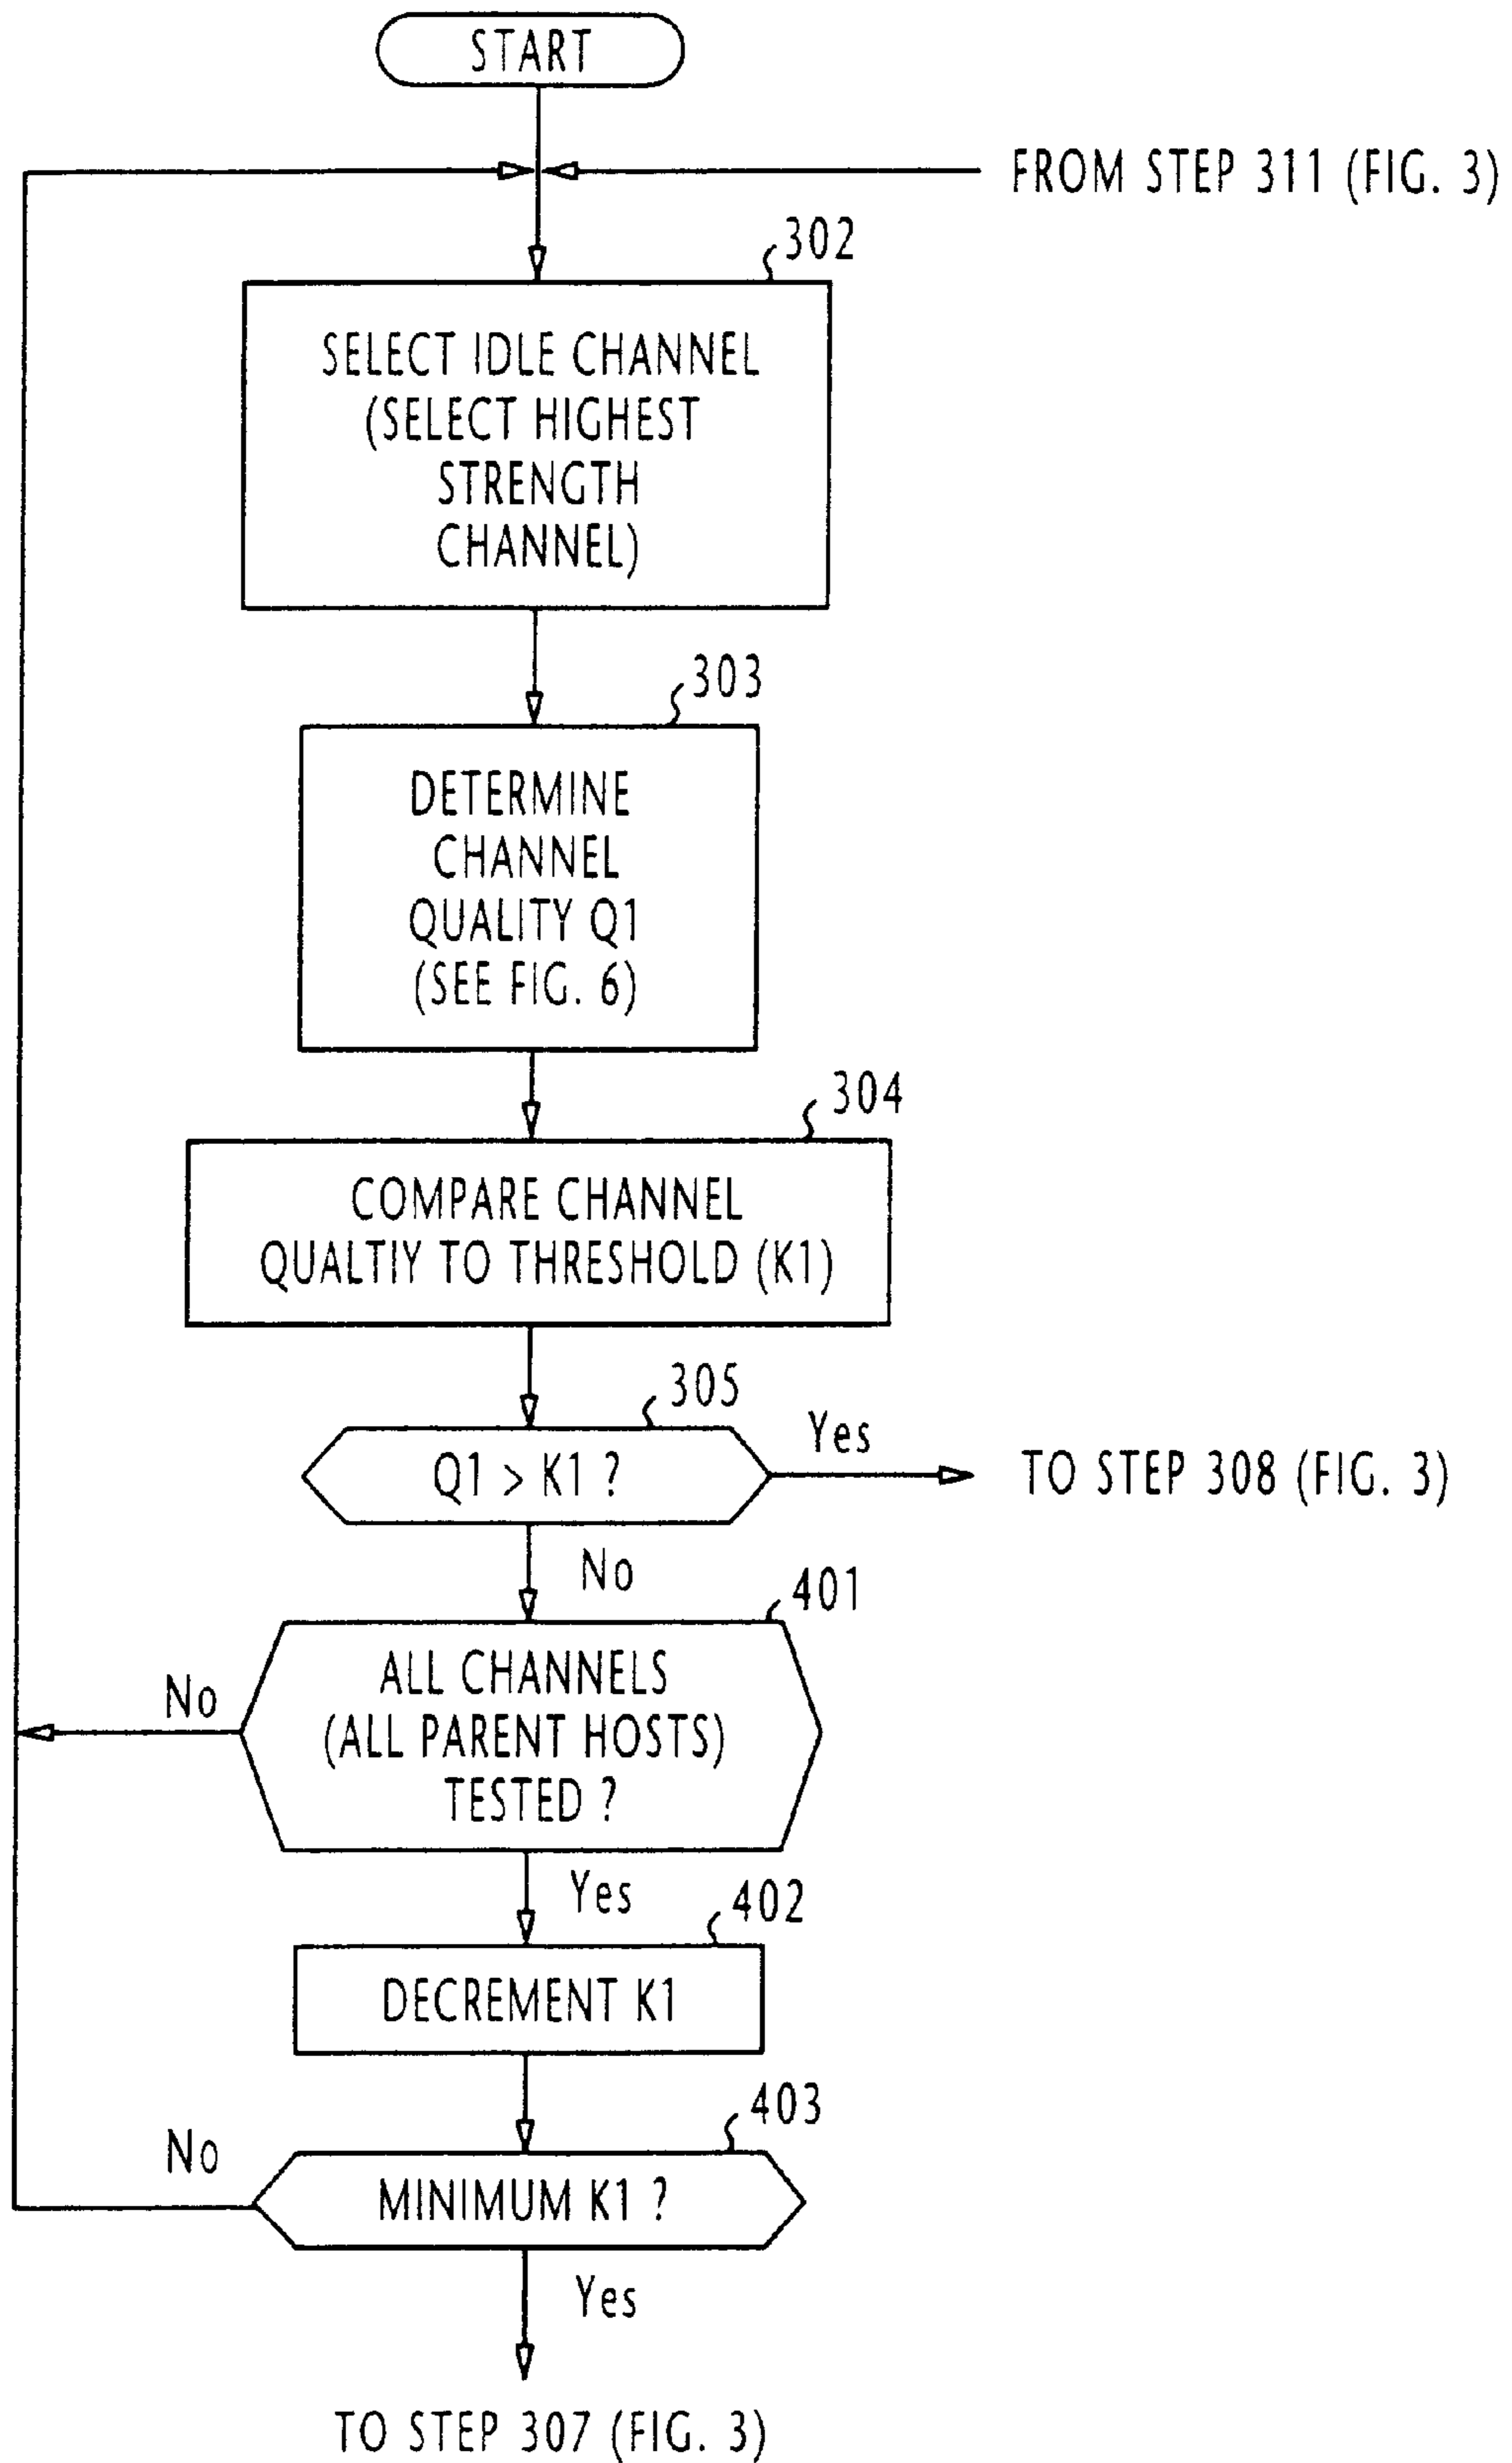 START
FROM STEP 311 (FIG. 3)
302
SELECT IDLE CHANNEL
(SELECT HIGHEST
STRENGTH
CHANNEL)
303
DETERMINE
CHANNEL
QUALITY Q1
(SEE FIG. 6)
304
COMPARE CHANNEL
QUALTIY TO THRESHOLD (K1)
305
Q1 > K1 ?
Yes
TO STEP 308 (FIG. 3)
No
401
ALL CHANNELS
(ALL PARENT HOSTS)
TESTED ?
No
Yes
402
DECREMENT K1
403
MINIMUM K1 ?
No
Yes
TO STEP 307 (FIG. 3)